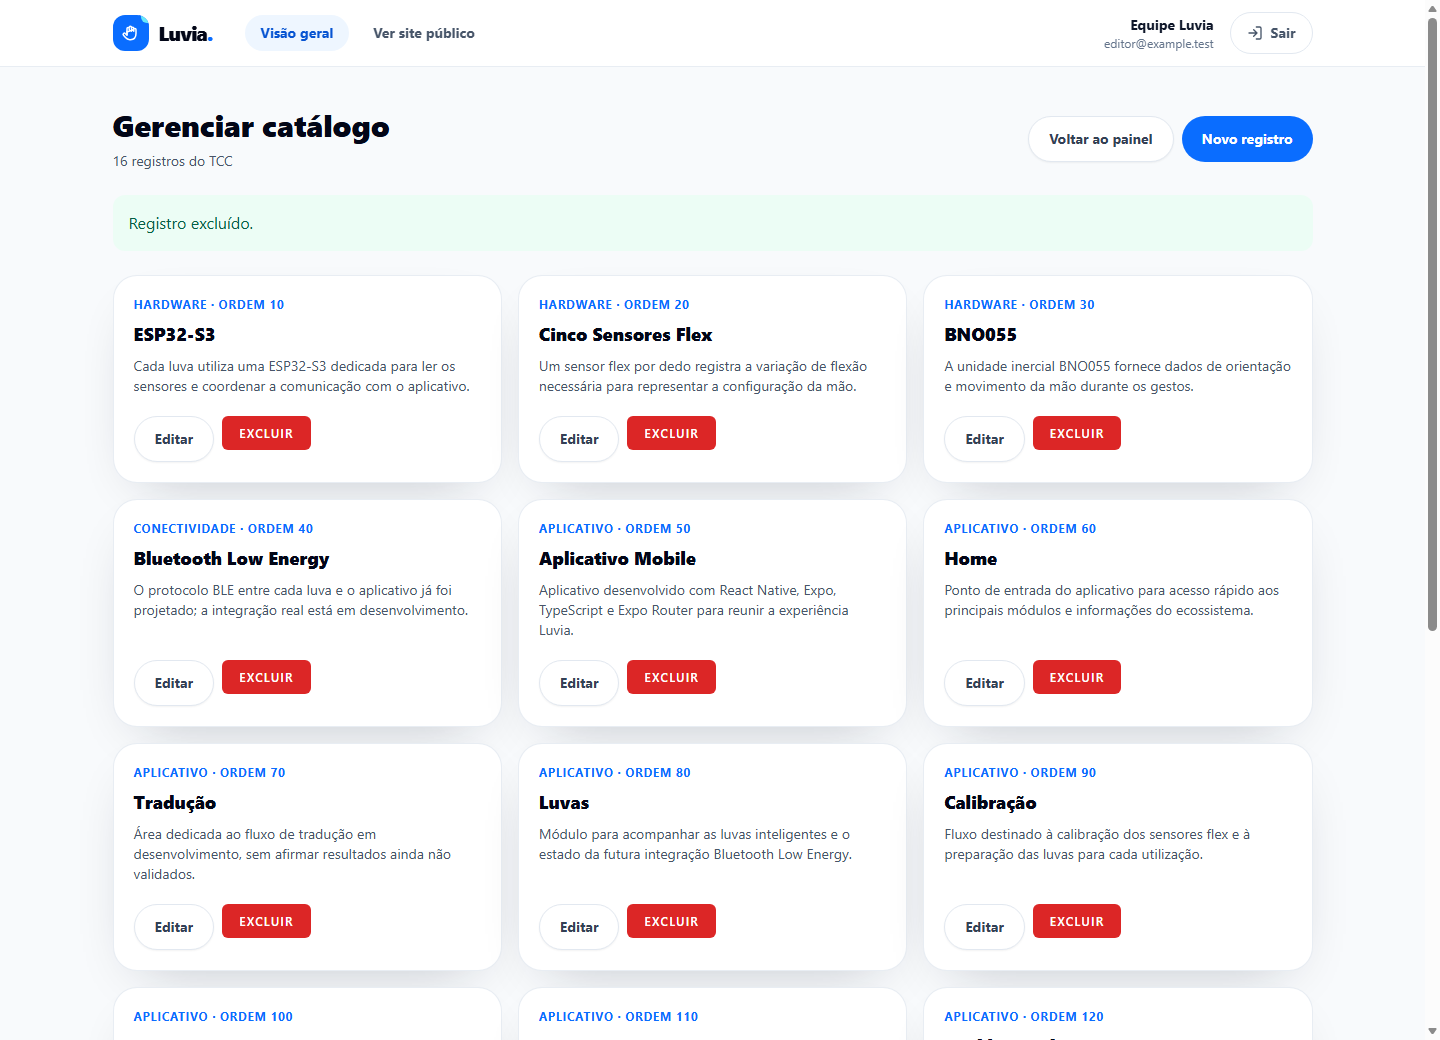 Luvia.
Visão geral
Ver site público
Equipe Luvia
editor@example.test
Sair
Gerenciar catálogo
16 registros do TCC
Voltar ao painel
Novo registro
Registro excluído.
HARDWARE · ORDEM 10
ESP32-S3
Cada luva utiliza uma ESP32-S3 dedicada para ler os
sensores e coordenar a comunicação com o aplicativo.
Editar
EXCLUIR
HARDWARE · ORDEM 20
Cinco Sensores Flex
Um sensor flex por dedo registra a variação de flexão
necessária para representar a configuração da mão.
Editar
EXCLUIR
HARDWARE · ORDEM 30
BNO055
A unidade inercial BNO055 fornece dados de orientação
e movimento da mão durante os gestos.
Editar
EXCLUIR
CONECTIVIDADE · ORDEM 40
Bluetooth Low Energy
O protocolo BLE entre cada luva e o aplicativo já foi
projetado; a integração real está em desenvolvimento.
Editar
EXCLUIR
APLICATIVO · ORDEM 50
Aplicativo Mobile
Aplicativo desenvolvido com React Native, Expo,
TypeScript e Expo Router para reunir a experiência
Luvia.
Editar
EXCLUIR
APLICATIVO · ORDEM 60
Home
Ponto de entrada do aplicativo para acesso rápido aos
principais módulos e informações do ecossistema.
Editar
EXCLUIR
APLICATIVO · ORDEM 70
Tradução
Área dedicada ao fluxo de tradução em
desenvolvimento, sem afirmar resultados ainda não
validados.
Editar
EXCLUIR
APLICATIVO · ORDEM 80
Luvas
Módulo para acompanhar as luvas inteligentes e o
estado da futura integração Bluetooth Low Energy.
Editar
EXCLUIR
APLICATIVO · ORDEM 90
Calibração
Fluxo destinado à calibração dos sensores flex e à
preparação das luvas para cada utilização.
Editar
EXCLUIR
APLICATIVO · ORDEM 100
APLICATIVO · ORDEM 110
APLICATIVO · ORDEM 120